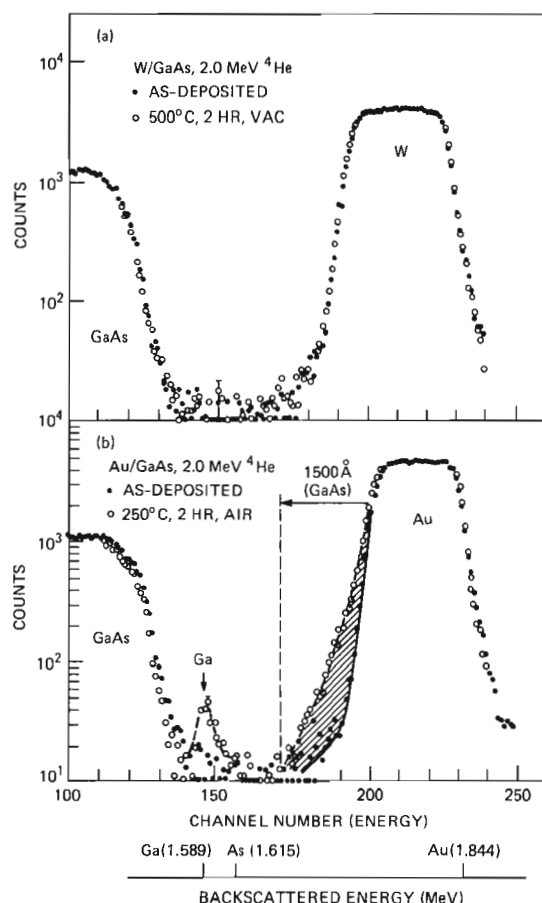 (a)
W/GaAs, 2.0 MeV ⁴He
● AS-DEPOSITED
○ 500°C, 2 HR, VAC
W
GaAs
COUNTS
10⁴
10³
10²
10⁴
(b)
Au/GaAs, 2.0 MeV ⁴He
● AS-DEPOSITED
○ 250°C, 2 HR, AIR
1500 Å
(GaAs)
Au
GaAs
Ga
COUNTS
10³
10²
10¹
100 150 200 250
CHANNEL NUMBER (ENERGY)
Ga(1.589) As(1.615) Au(1.844)
BACKSCATTERED ENERGY (MeV)